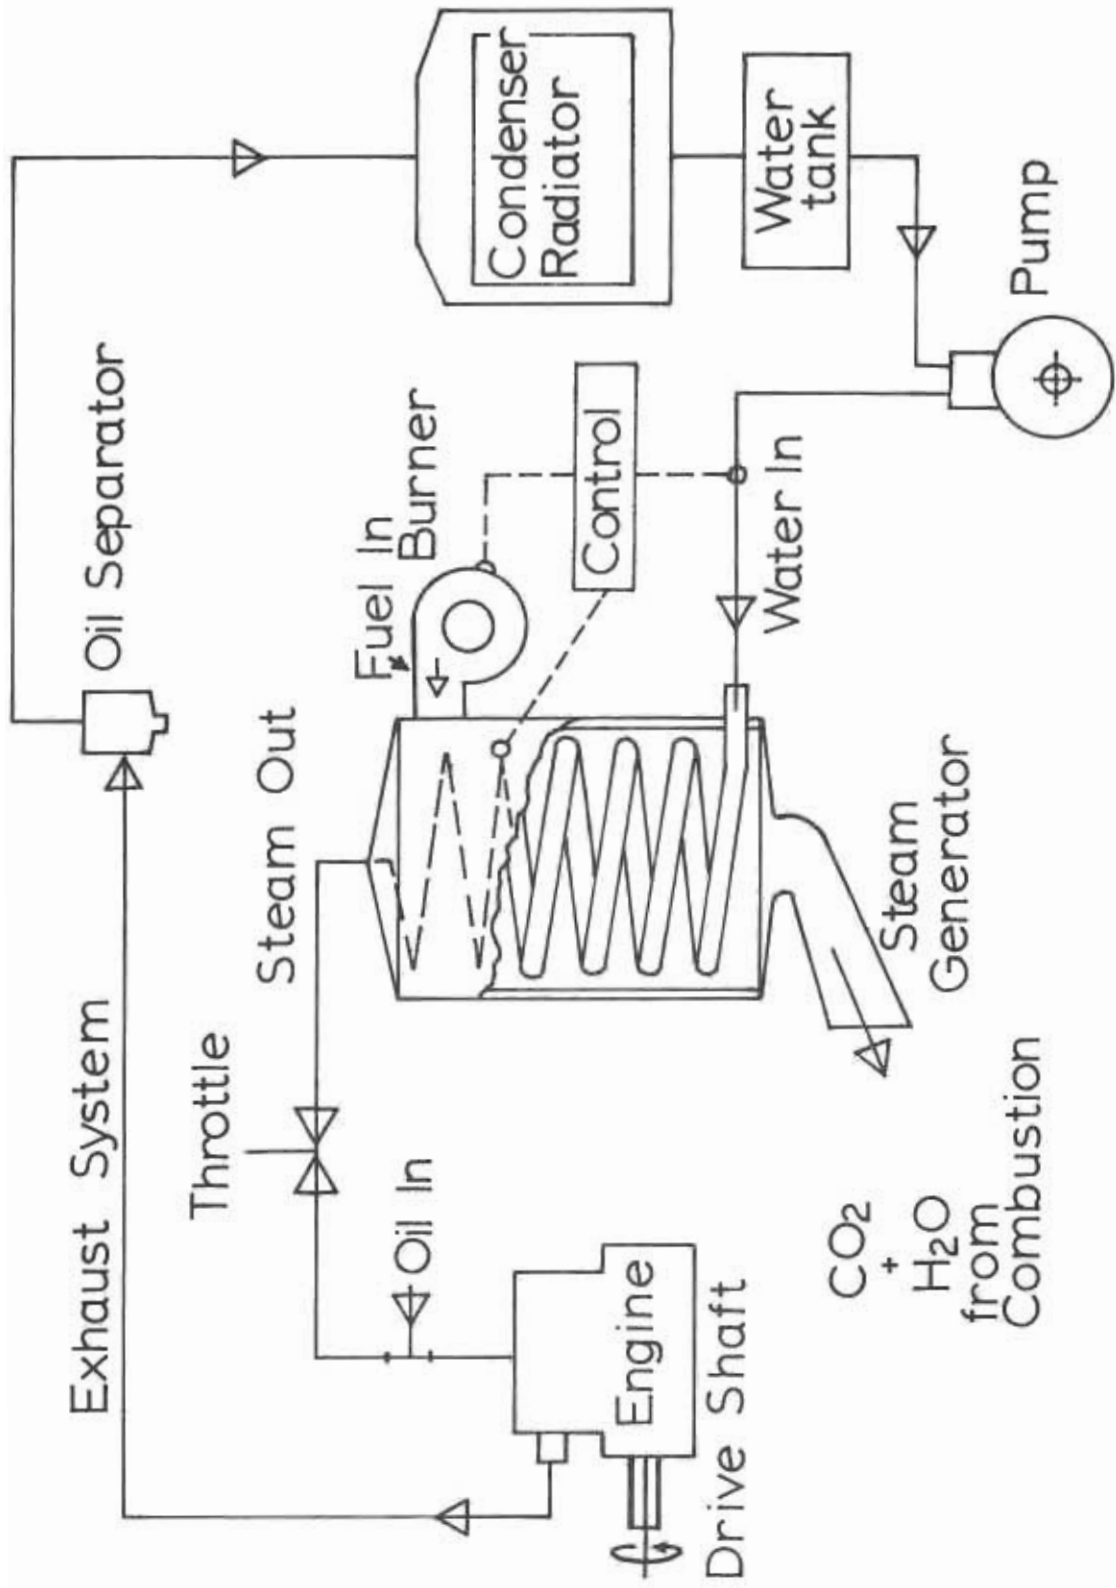 Exhaust System
Oil Separator
Throttle
Steam Out
Fuel In
Burner
Oil In
Condenser
Radiator
Control
Engine
Water
tank
Drive Shaft
Water In
CO₂
+
H₂O
from
Combustion
Steam
Generator
Pump